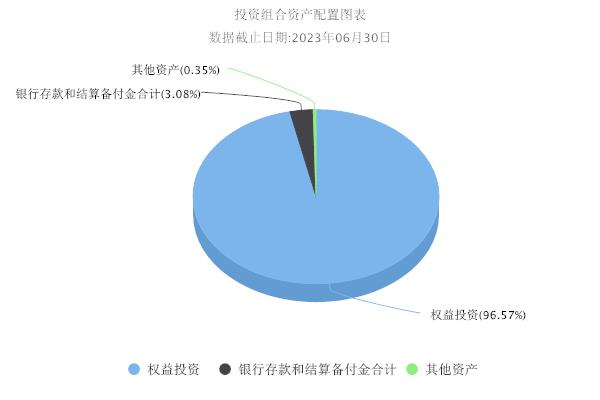 投资组合资产配置图表
数据截止日期:2023年06月30日
其他资产(0.35%)
银行存款和结算备付金合计(3.08%)
权益投资(96.57%)
权益投资 银行存款和结算备付金合计 其他资产